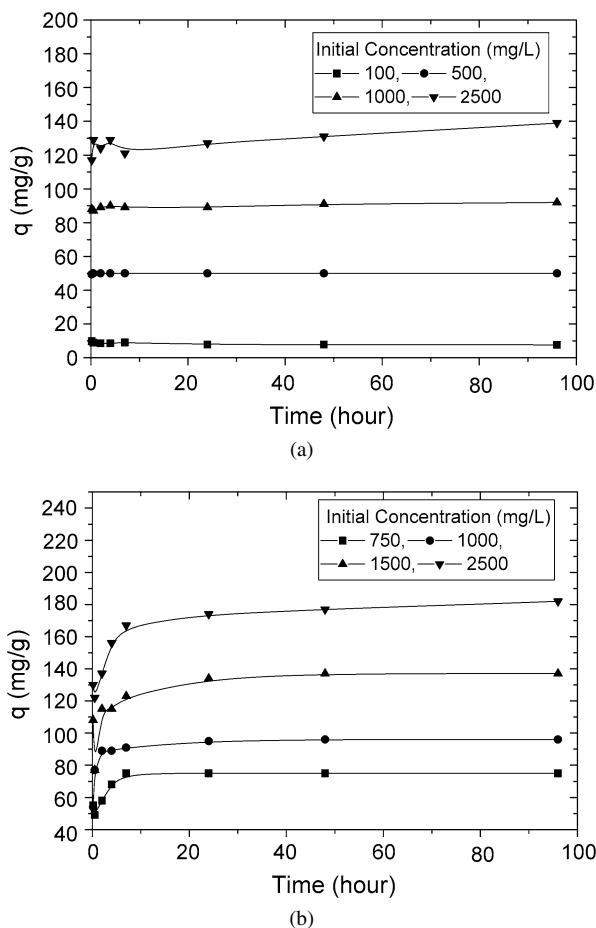 200
180
160
140
120
100
80
60
40
20
0
q (mg/g)
Initial Concentration (mg/L)
100, 500,
1000, 2500
0 20 40 60 80 100
Time (hour)
(a)
240
220
200
180
160
140
120
100
80
60
40
q (mg/g)
Initial Concentration (mg/L)
750, 1000,
1500, 2500
0 20 40 60 80 100
Time (hour)
(b)